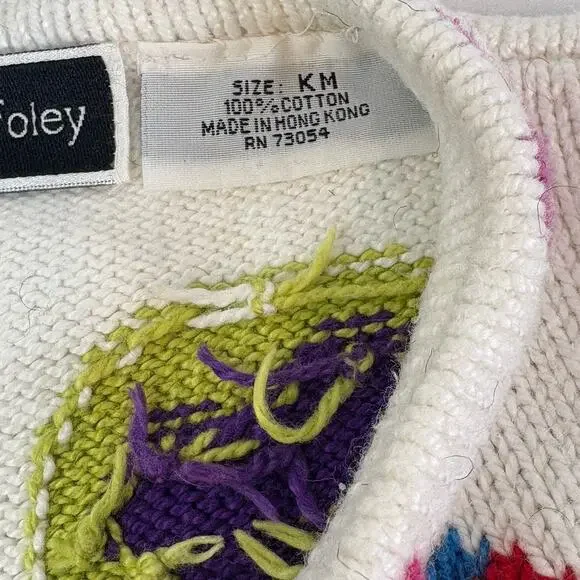 Foley
SIZE: KM
100% COTTON
MADE IN HONG KONG
RN 73054